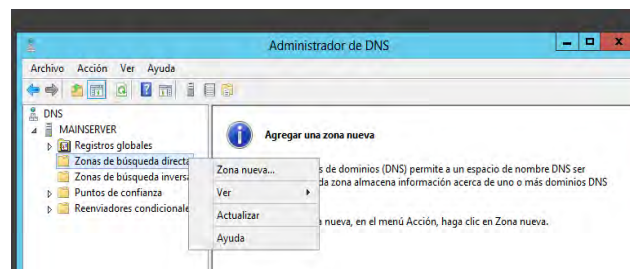 Administrador de DNS
Archivo Acción Ver Ayuda
DNS
MAINSERVER
Registros globales
Zonas de búsqueda directa
Zonas de búsqueda invers
Puntos de confianza
Reenviadores condicionale
Zona nueva...
Ver
Actualizar
Ayuda
Agregar una zona nueva
s de dominios (DNS) permite a un espacio de nombre DNS ser
da zona almacena información acerca de uno o más dominios DNS
nueva, en el menú Acción, haga clic en Zona nueva.